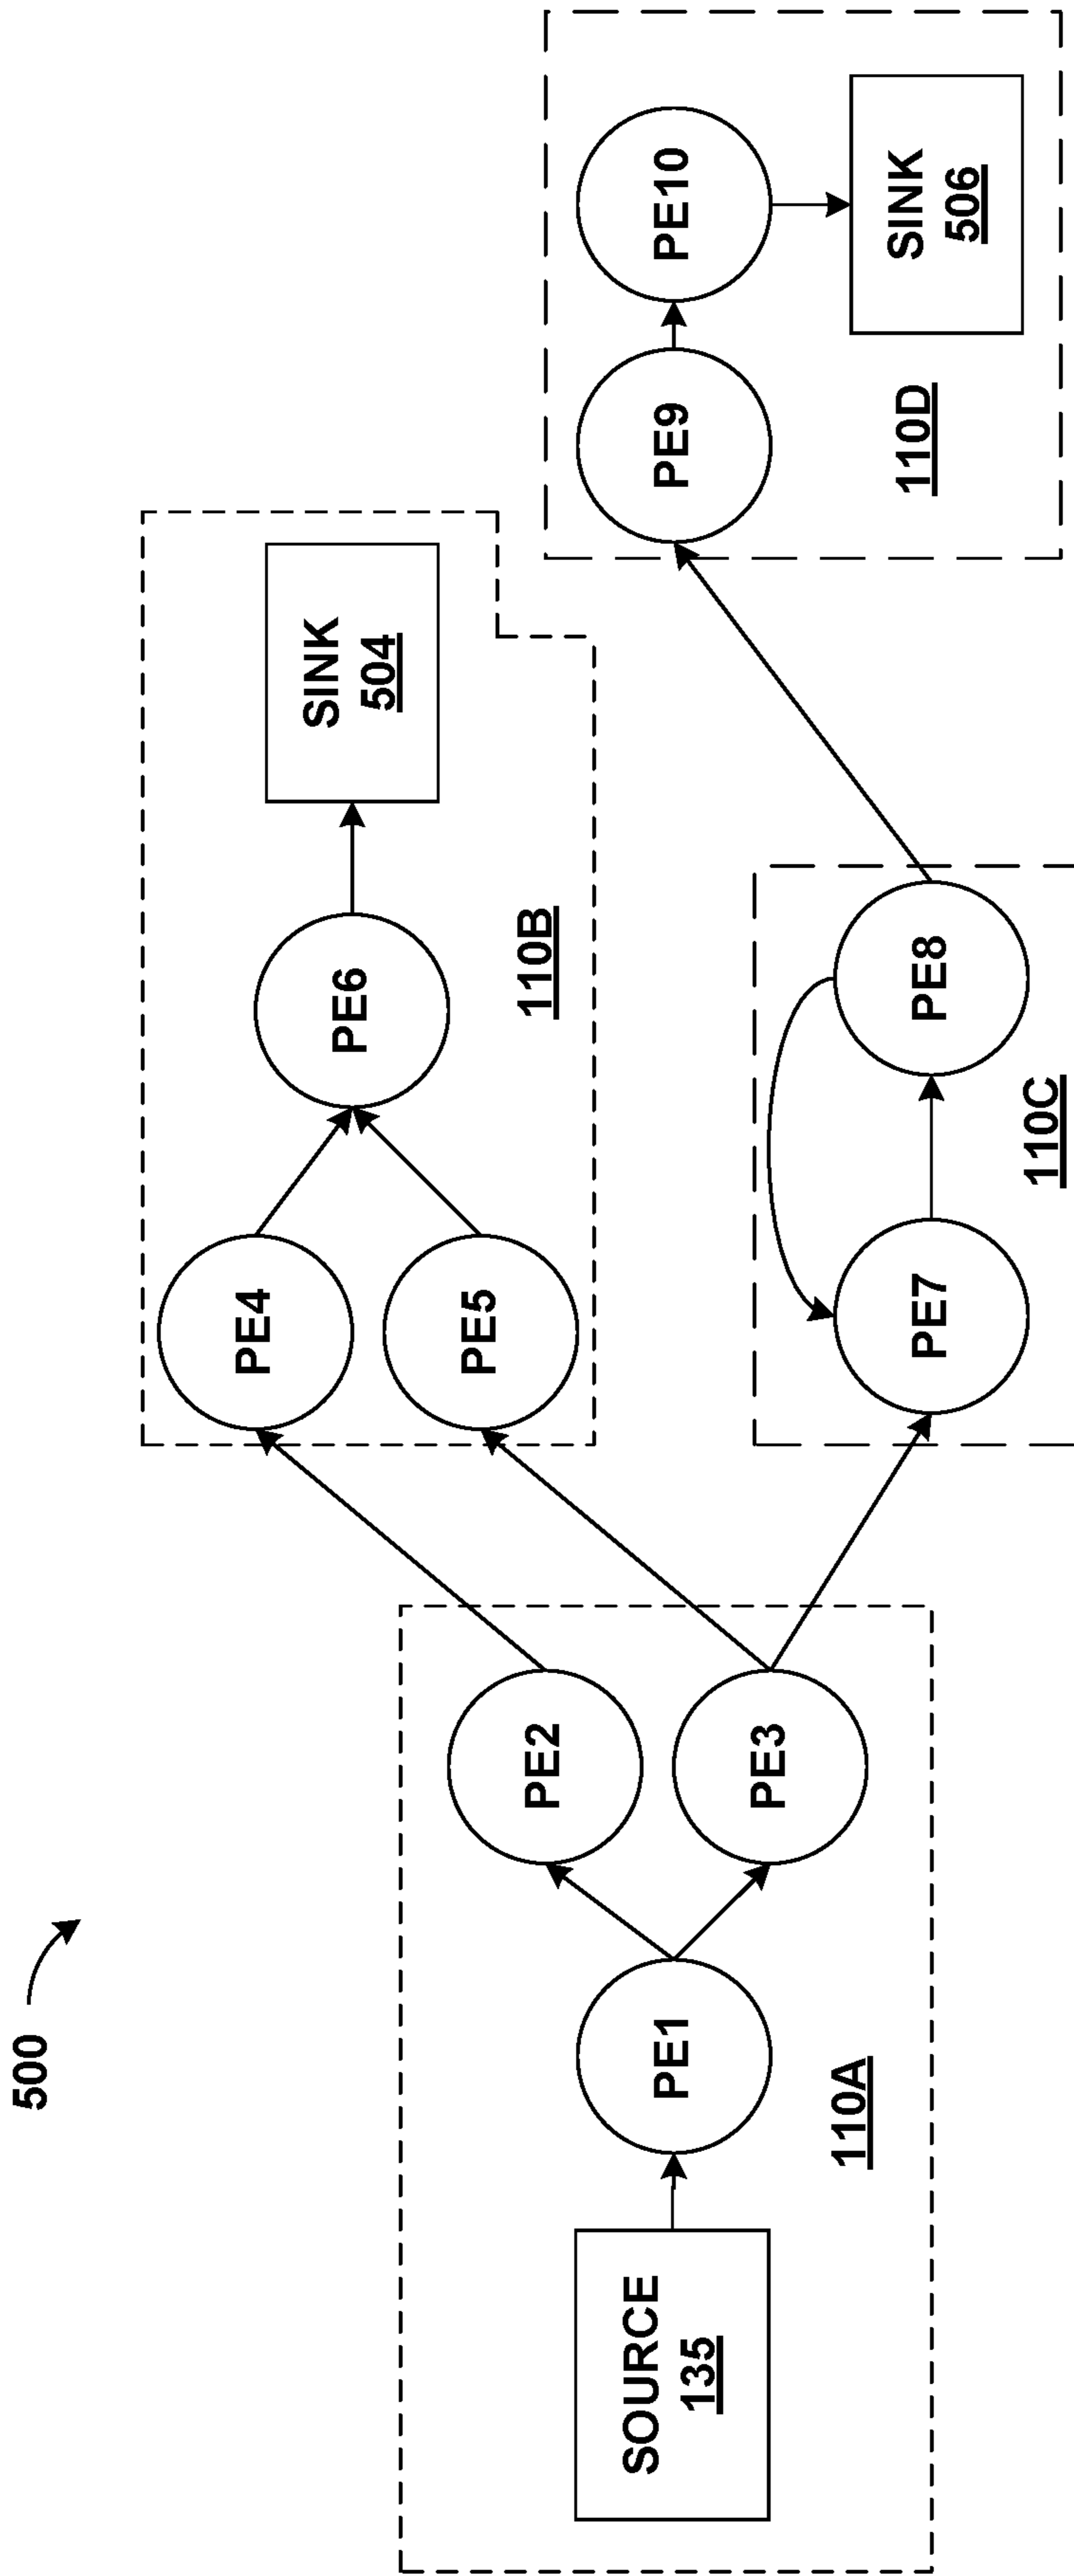 500
SOURCE
135
PE1
110A
PE2
PE3
PE4
PE5
PE6
SINK
504
110B
PE7
PE8
110C
PE9
PE10
SINK
506
110D